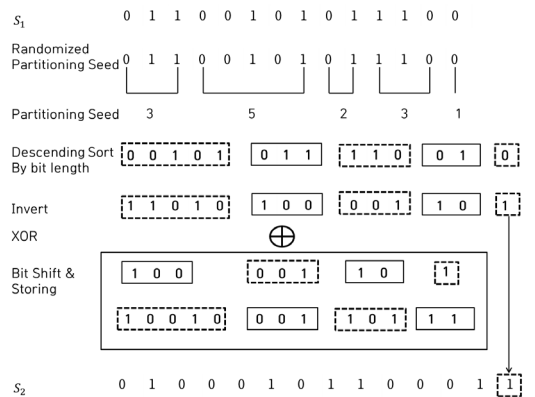 S1 0 1 1 0 0 1 0 1 0 1 1 1 0 0
Randomized
Partitioning Seed 0 1 1 0 0 1 0 1 0 1 1 1 0 0
Partitioning Seed 3 5 2 3 1
Descending Sort
By bit length 0 0 1 0 1 0 1 1 1 1 0 0 1 0
Invert 1 1 0 1 0 1 0 0 0 0 1 1 0 1
XOR ⊕
Bit Shift &
Storing
1 0 0 0 0 1 1 0 1
1 0 0 1 0 0 0 1 1 0 1 1 1
S2 0 1 0 0 0 1 0 1 1 0 0 0 1 1